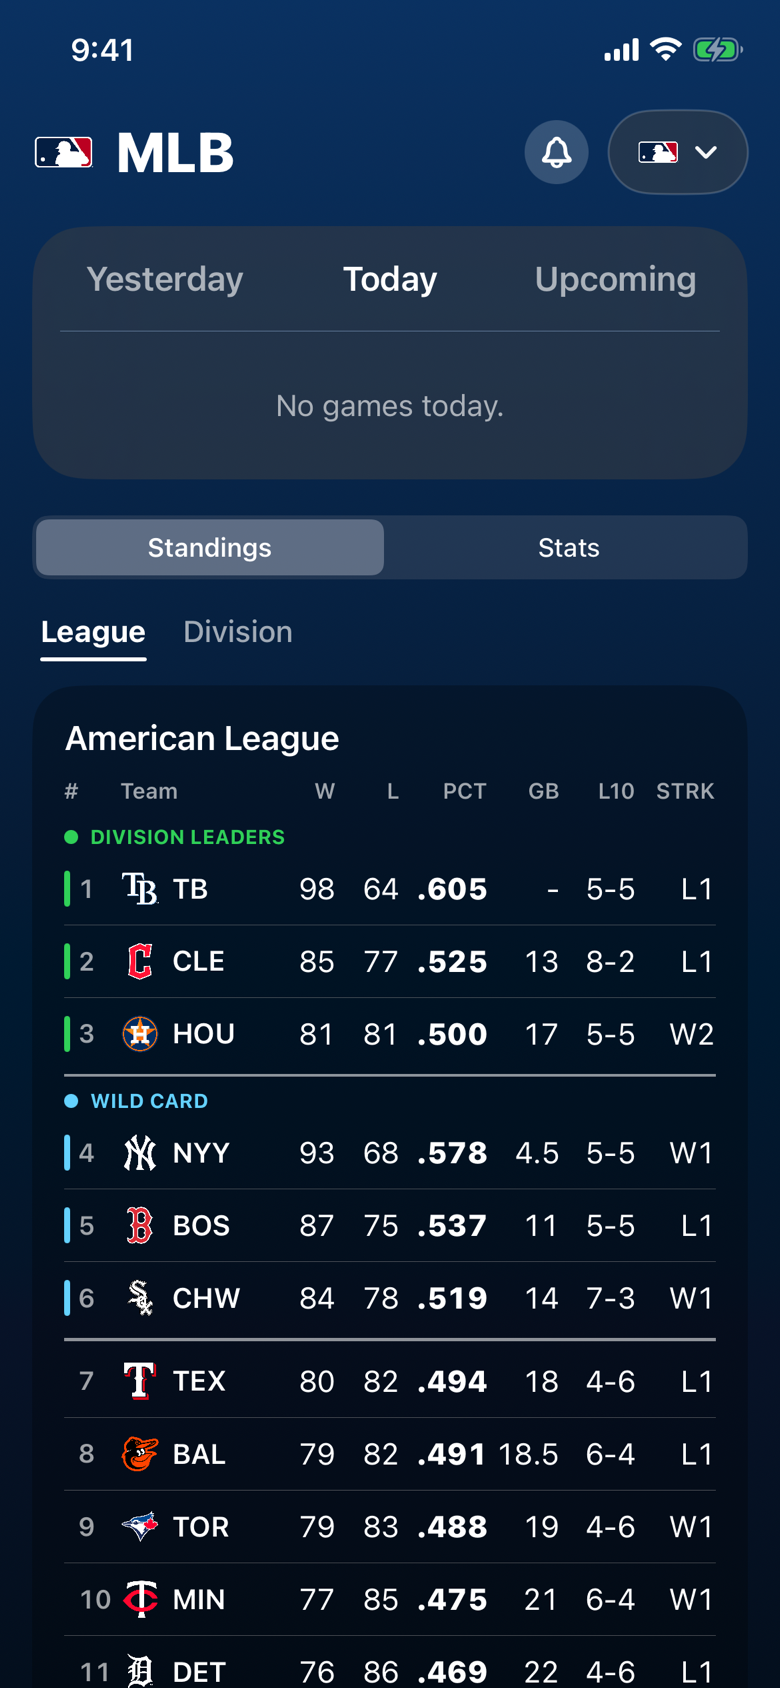 9:41
MLB
Yesterday Today Upcoming
No games today.
Standings Stats
League Division
American League
# Team W L PCT GB L10 STRK
DIVISION LEADERS
1 TB 98 64 .605 - 5-5 L1
2 CLE 85 77 .525 13 8-2 L1
3 HOU 81 81 .500 17 5-5 W2
WILD CARD
4 NYY 93 68 .578 4.5 5-5 W1
5 BOS 87 75 .537 11 5-5 L1
6 CHW 84 78 .519 14 7-3 W1
7 TEX 80 82 .494 18 4-6 L1
8 BAL 79 82 .491 18.5 6-4 L1
9 TOR 79 83 .488 19 4-6 W1
10 MIN 77 85 .475 21 6-4 W1
11 DET 76 86 .469 22 4-6 L1